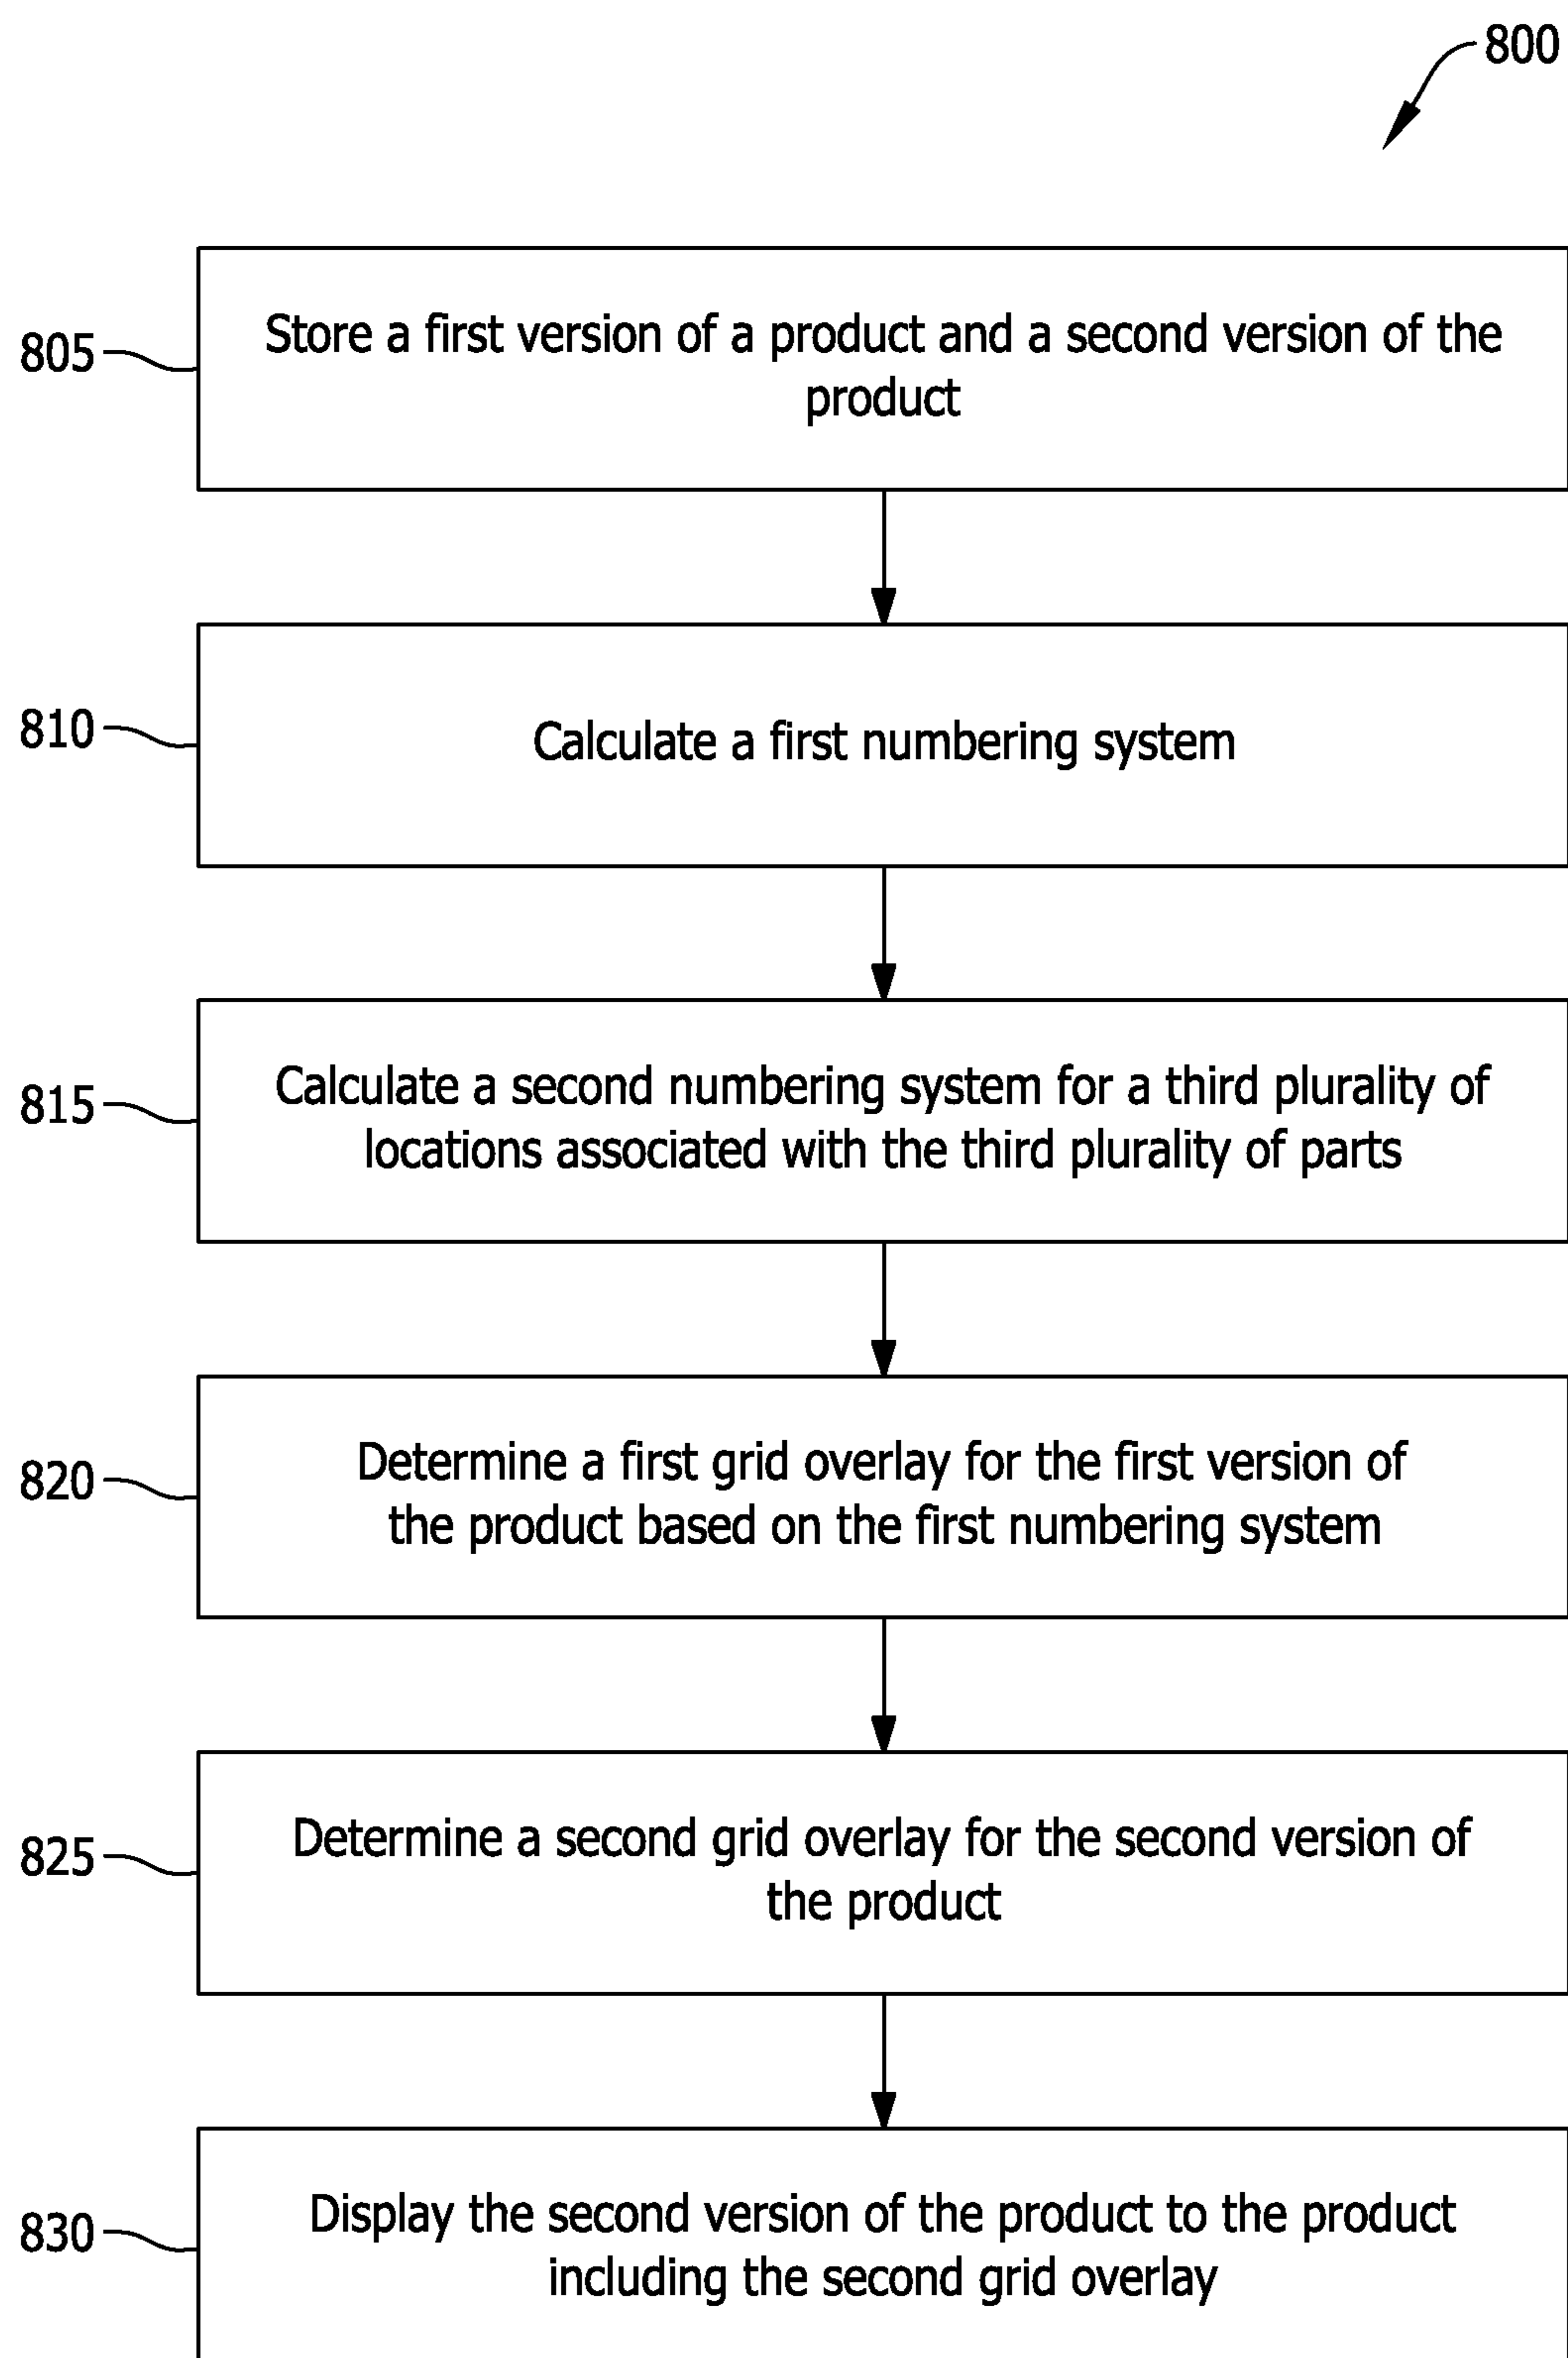 800
805
Store a first version of a product and a second version of the
product
810
Calculate a first numbering system
815
Calculate a second numbering system for a third plurality of
locations associated with the third plurality of parts
820
Determine a first grid overlay for the first version of
the product based on the first numbering system
825
Determine a second grid overlay for the second version of
the product
830
Display the second version of the product to the product
including the second grid overlay